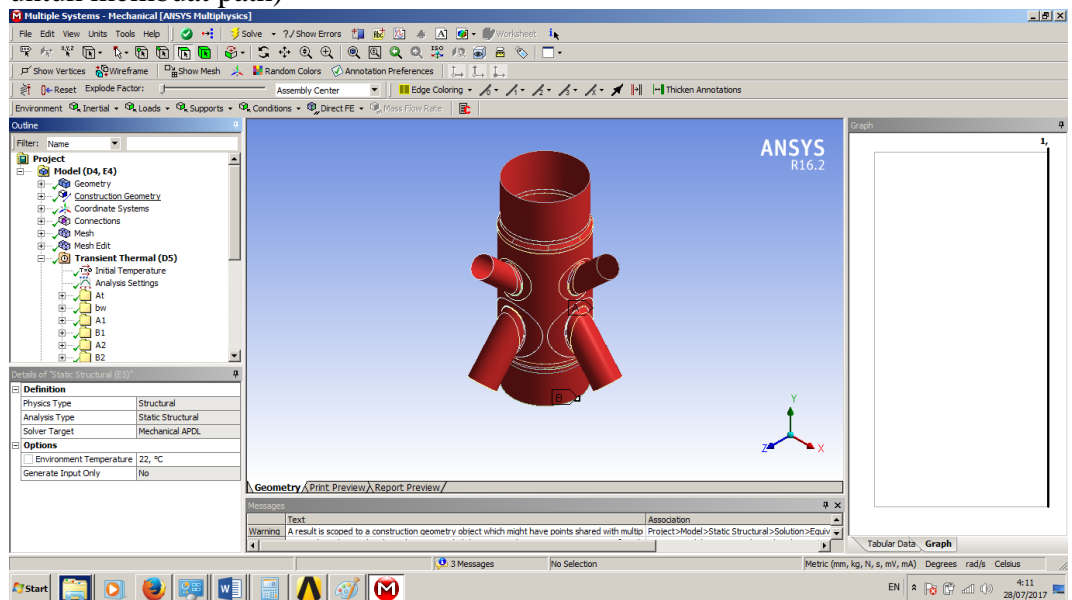 untuk membuat path)
Multiple Systems - Mechanical [ANSYS Multiphysics]
File Edit View Units Tools Help Solve ?/ Show Errors Worksheet
Show Vertices Wireframe Show Mesh Random Colors Annotation Preferences
Reset Explode Factor: Assembly Center Edge Coloring Thicken Annotations
Environment Inertial Loads Supports Conditions Direct FE Mass Flow Rate
Outline
Filter: Name
Project
Model (D4, E4)
Geometry
Construction Geometry
Coordinate Systems
Connections
Mesh
Mesh Edit
Transient Thermal (D5)
Initial Temperature
Analysis Settings
At
bw
A1
B1
A2
B2
Details of "Static Structural (E5)"
Definition
Physics Type Structural
Analysis Type Static Structural
Solver Target Mechanical APDL
Options
Environment Temperature 22, °C
Generate Input Only No
ANSYS
R16.2
A
B
Y
Z X
Geometry Print Preview Report Preview
Messages
Text Association
Warning A result is scoped to a construction geometry object which might have points shared with multip Project>Model>Static Structural>Solution>Equiv
Graph
1,
Tabular Data Graph
3 Messages No Selection Metric (mm, kg, N, s, mV, mA) Degrees rad/s Celsius
Start EN 4:11
28/07/2017